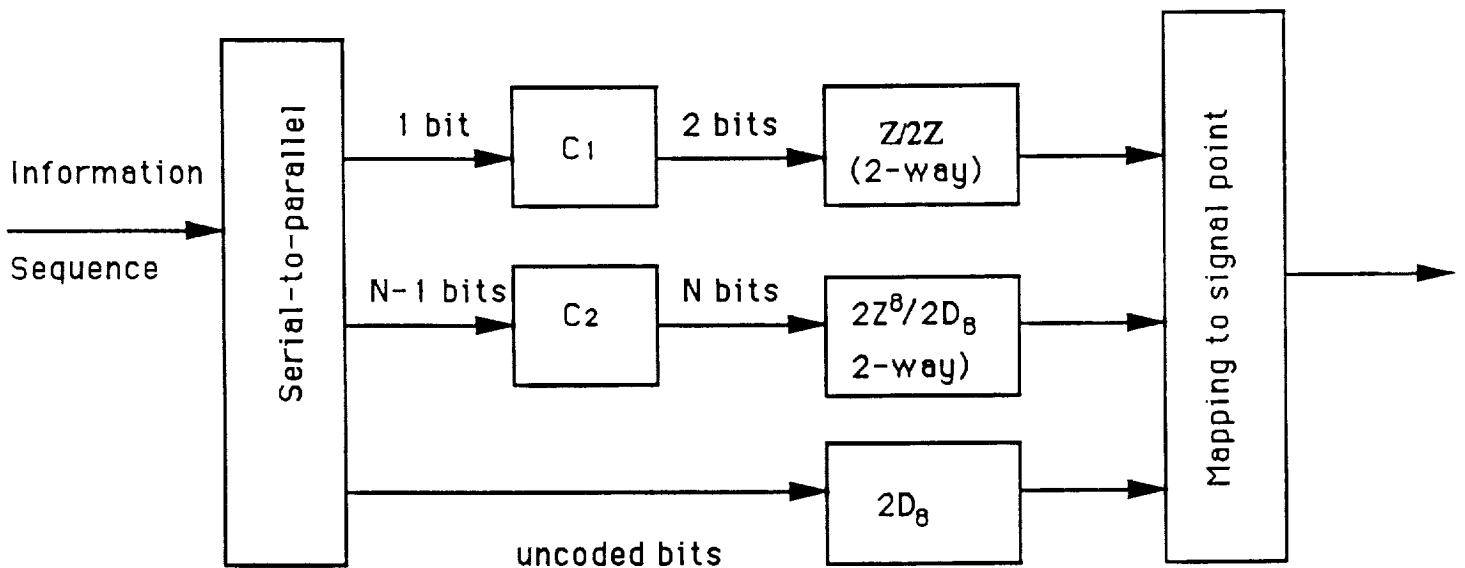 Information
Sequence
Serial-to-parallel
1 bit
C1
2 bits
Z/2Z
(2-way)
N-1 bits
C2
N bits
2Z⁸/2D₈
2-way)
uncoded bits
2D₈
Mapping to signal point